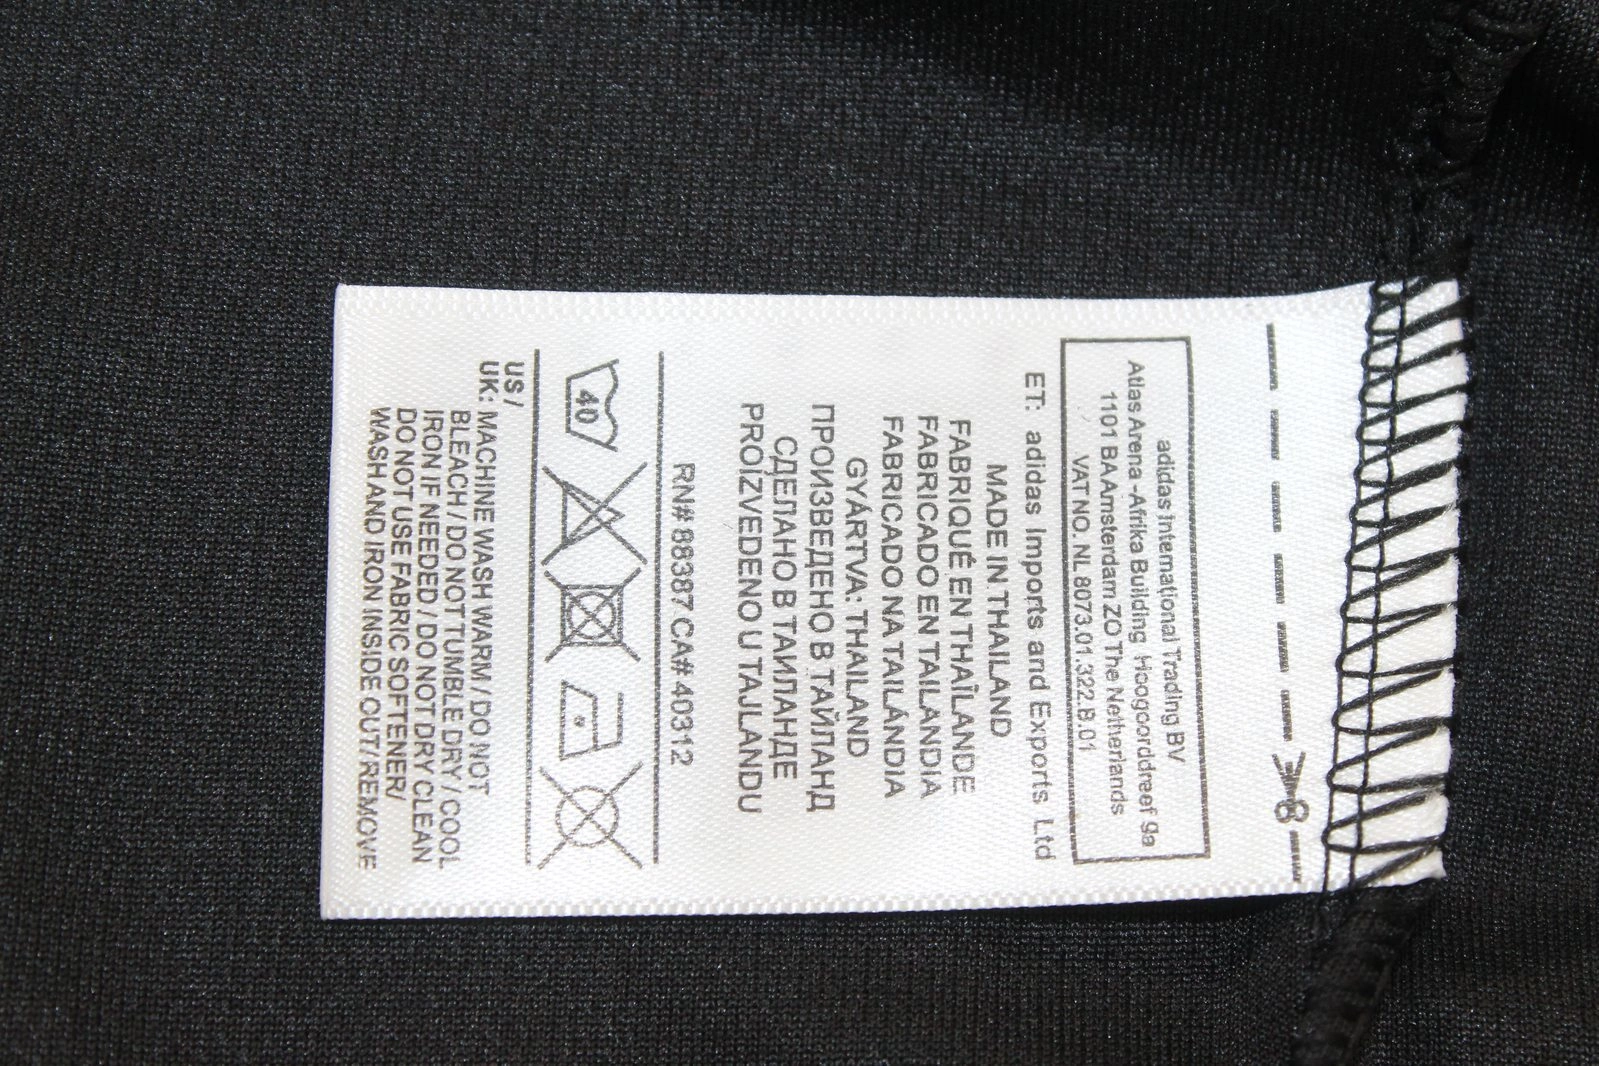 adidas International Trading BV
Atlas Arena -Afrika Building Hoogoorddreef 9a
1101 BA Amsterdam ZO The Netherlands
VAT NO. NL 8073.01.322.B.01
ET: adidas Imports and Exports Ltd
MADE IN THAILAND
FABRIQUÉ EN THAÏLANDE
FABRICADO EN TAILANDIA
FABRICADO NA TAILÂNDIA
GYÁRTVA: THAILAND
ПРОИЗВЕДЕНО В ТАЙЛАНД
СДЕЛАНО В ТАИЛАНДЕ
PROIZVEDENO U TAJLANDU
RN# 88387 CA# 40312
40
US /
UK: MACHINE WASH WARM / DO NOT
BLEACH / DO NOT TUMBLE DRY / COOL
IRON IF NEEDED / DO NOT DRY CLEAN
DO NOT USE FABRIC SOFTENER/
WASH AND IRON INSIDE OUT/ REMOVE